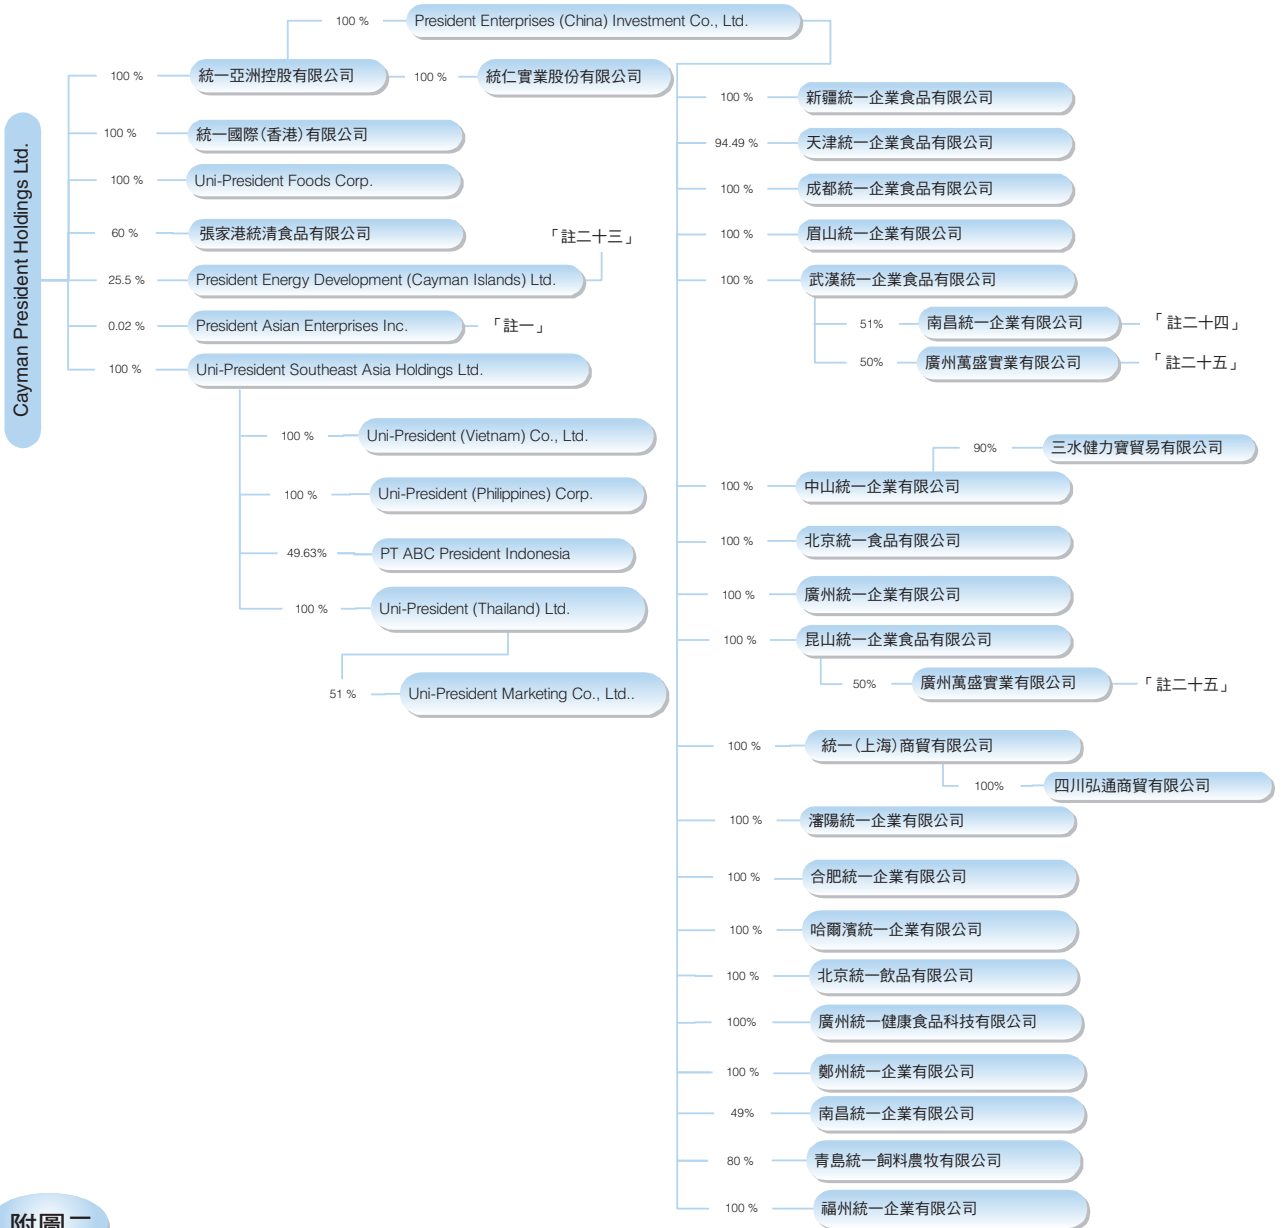 Cayman President Holdings Ltd.
100 %
President Enterprises (China) Investment Co., Ltd.
100 %
統一亞洲控股有限公司
100 %
統仁實業股份有限公司
100 %
統一國際(香港)有限公司
100 %
Uni-President Foods Corp.
60 %
張家港統清食品有限公司
25.5 %
President Energy Development (Cayman Islands) Ltd.
「註二十三」
0.02 %
President Asian Enterprises Inc.
「註一」
100 %
Uni-President Southeast Asia Holdings Ltd.
100 %
Uni-President (Vietnam) Co., Ltd.
100 %
Uni-President (Philippines) Corp.
49.63%
PT ABC President Indonesia
100 %
Uni-President (Thailand) Ltd.
51 %
Uni-President Marketing Co., Ltd..
100 %
新疆統一企業食品有限公司
94.49 %
天津統一企業食品有限公司
100 %
成都統一企業食品有限公司
100 %
眉山統一企業有限公司
100 %
武漢統一企業食品有限公司
51%
南昌統一企業有限公司
「註二十四」
50%
廣州萬盛實業有限公司
「註二十五」
90%
三水健力寶貿易有限公司
100 %
中山統一企業有限公司
100 %
北京統一食品有限公司
100 %
廣州統一企業有限公司
100 %
昆山統一企業食品有限公司
50%
廣州萬盛實業有限公司
「註二十五」
100 %
統一(上海)商貿有限公司
100%
四川弘通商貿有限公司
100 %
瀋陽統一企業有限公司
100 %
合肥統一企業有限公司
100 %
哈爾濱統一企業有限公司
100 %
北京統一飲品有限公司
100%
廣州統一健康食品科技有限公司
100 %
鄭州統一企業有限公司
49%
南昌統一企業有限公司
80 %
青島統一飼料農牧有限公司
100 %
福州統一企業有限公司
附圖二